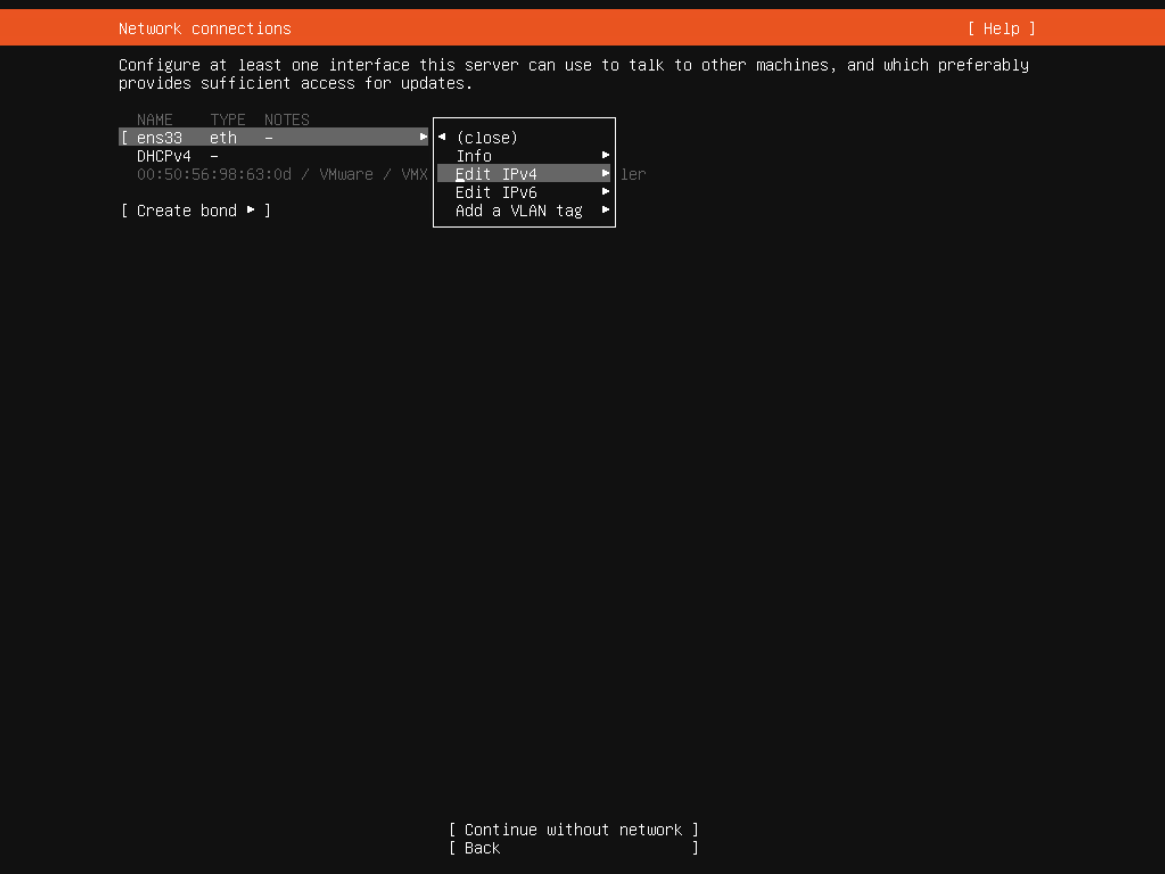 Network connections [ Help ]
Configure at least one interface this server can use to talk to other machines, and which preferably
provides sufficient access for updates.
NAME TYPE NOTES
[ ens33 eth – ▸ ◂ (close)
DHCPv4 – Info ▸
00:50:56:98:63:0d / VMware / VMX Edit IPv4 ▸ ler
Edit IPv6 ▸
[ Create bond ▸ ] Add a VLAN tag ▸
[ Continue without network ]
[ Back ]